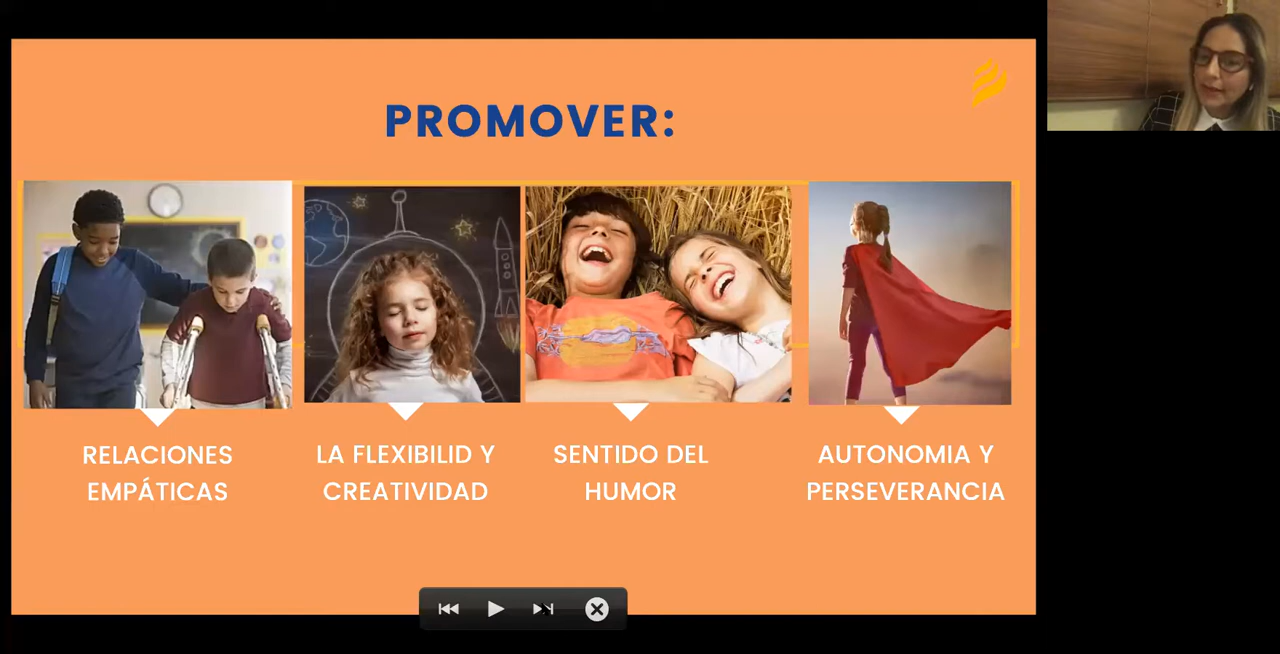 PROMOVER:
RELACIONES
EMPÁTICAS
LA FLEXIBILID Y
CREATIVIDAD
SENTIDO DEL
HUMOR
AUTONOMIA Y
PERSEVERANCIA